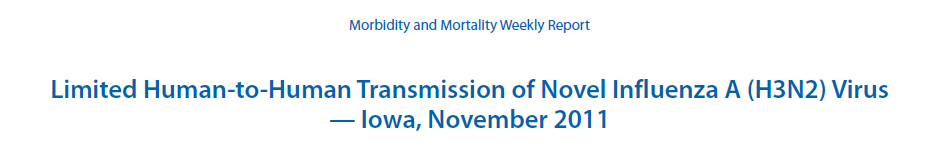 Morbidity and Mortality Weekly Report
Limited Human-to-Human Transmission of Novel Influenza A (H3N2) Virus
— Iowa, November 2011